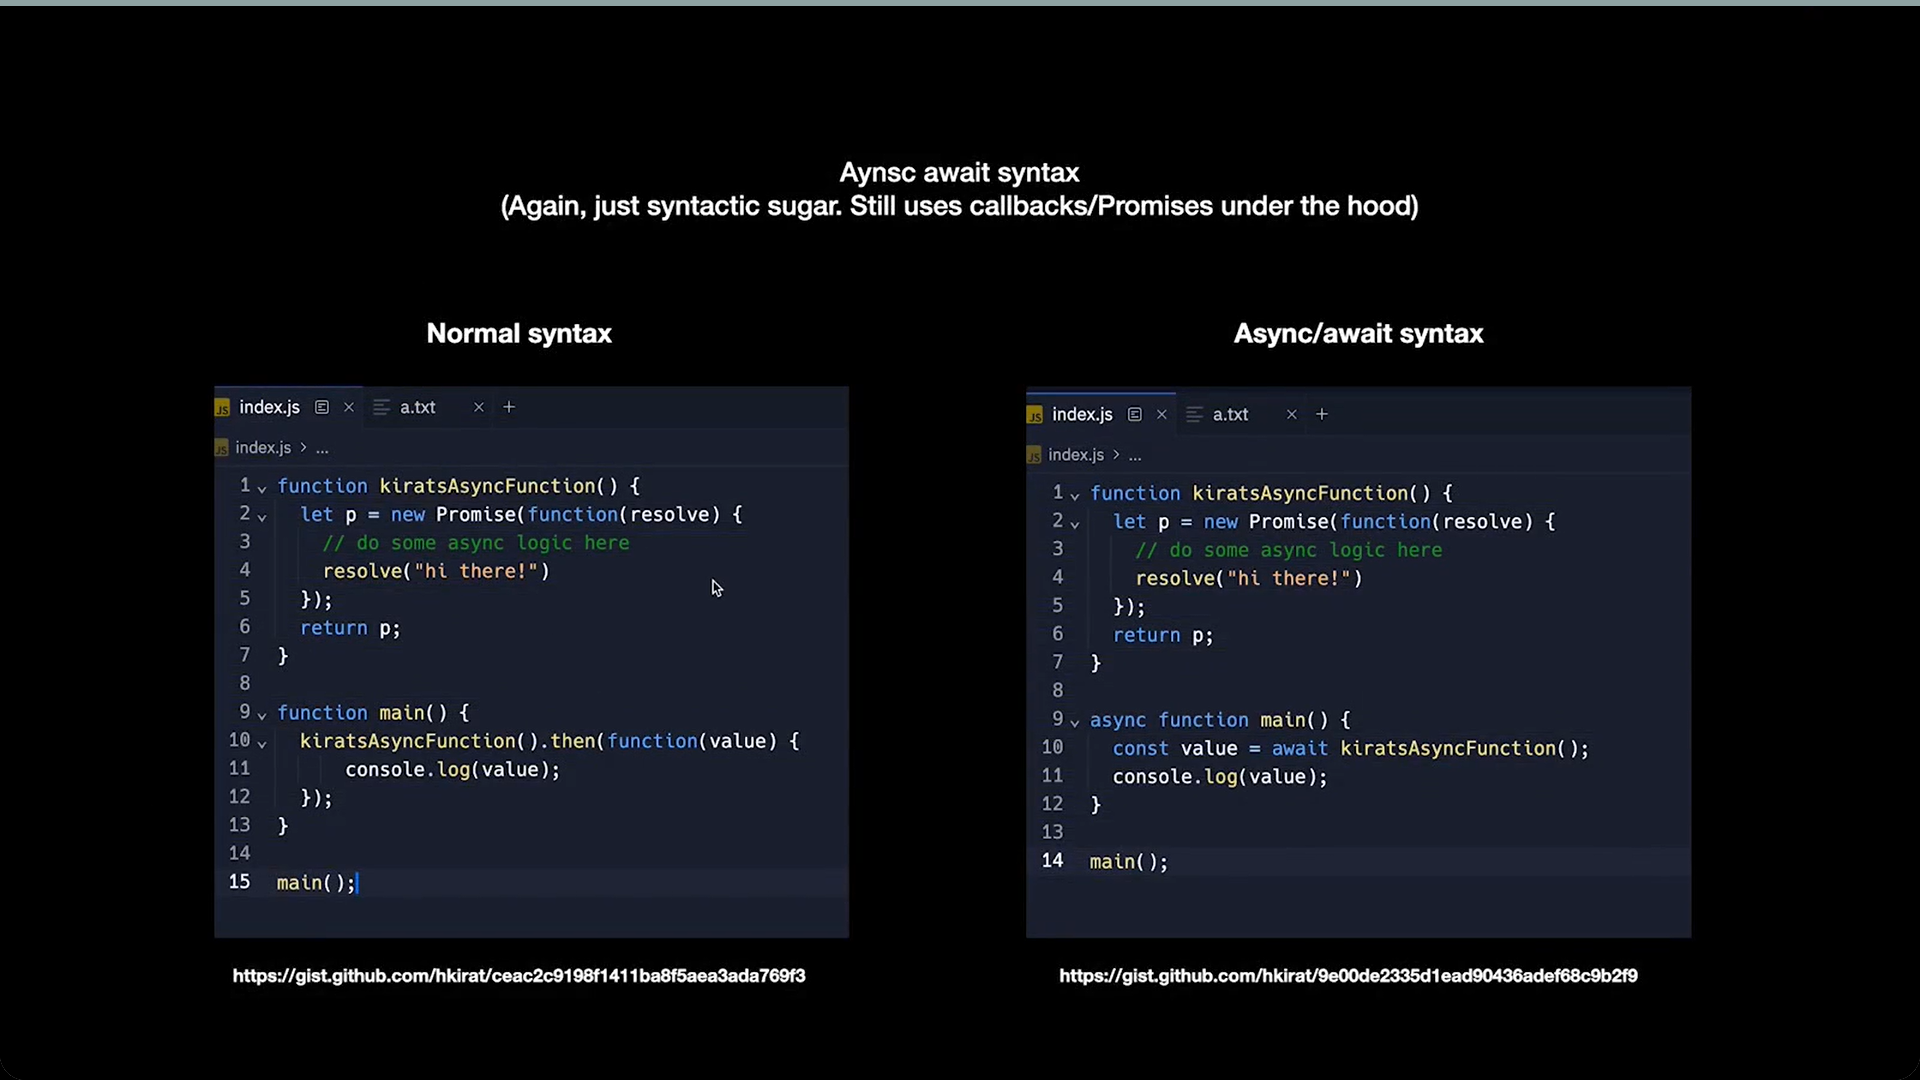 Aynsc await syntax
(Again, just syntactic sugar. Still uses callbacks/Promises under the hood)
Normal syntax
index.js a.txt
index.js > ...
1 function kiratsAsyncFunction() {
2 let p = new Promise(function(resolve) {
3 // do some async logic here
4 resolve("hi there!")
5 });
6 return p;
7 }
8
9 function main() {
10 kiratsAsyncFunction().then(function(value) {
11 console.log(value);
12 });
13 }
14
15 main();
https://gist.github.com/hkirat/ceac2c9198f1411ba8f5aea3ada769f3
Async/await syntax
index.js a.txt
index.js > ...
1 function kiratsAsyncFunction() {
2 let p = new Promise(function(resolve) {
3 // do some async logic here
4 resolve("hi there!")
5 });
6 return p;
7 }
8
9 async function main() {
10 const value = await kiratsAsyncFunction();
11 console.log(value);
12 }
13
14 main();
https://gist.github.com/hkirat/9e00de2335d1ead90436adef68c9b2f9